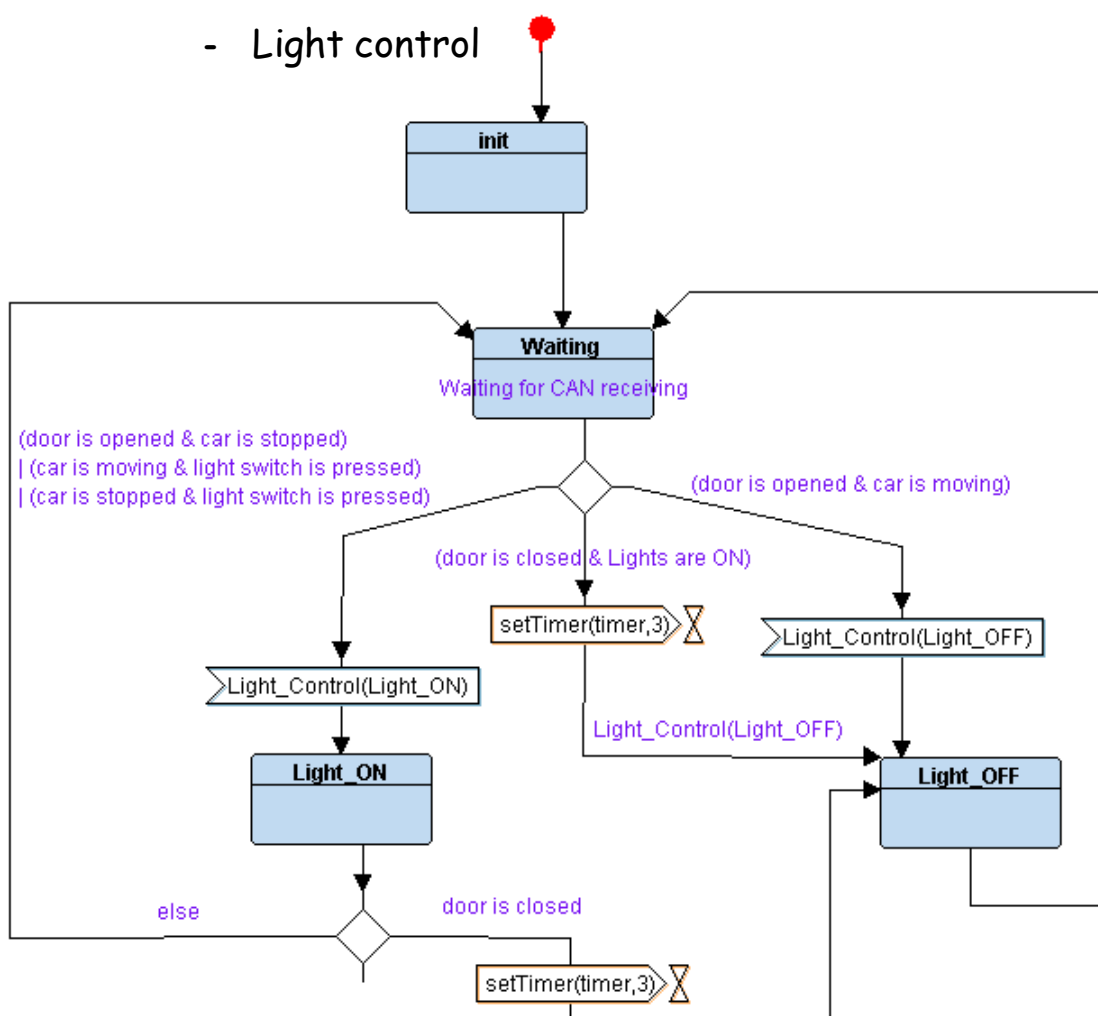 - Light control
init
Waiting
Waiting for CAN receiving
(door is opened & car is stopped)
| (car is moving & light switch is pressed)
| (car is stopped & light switch is pressed)
(door is opened & car is moving)
(door is closed & Lights are ON)
setTimer(timer,3)
Light_Control(Light_OFF)
Light_Control(Light_ON)
Light_Control(Light_OFF)
Light_ON
Light_OFF
else
door is closed
setTimer(timer,3)